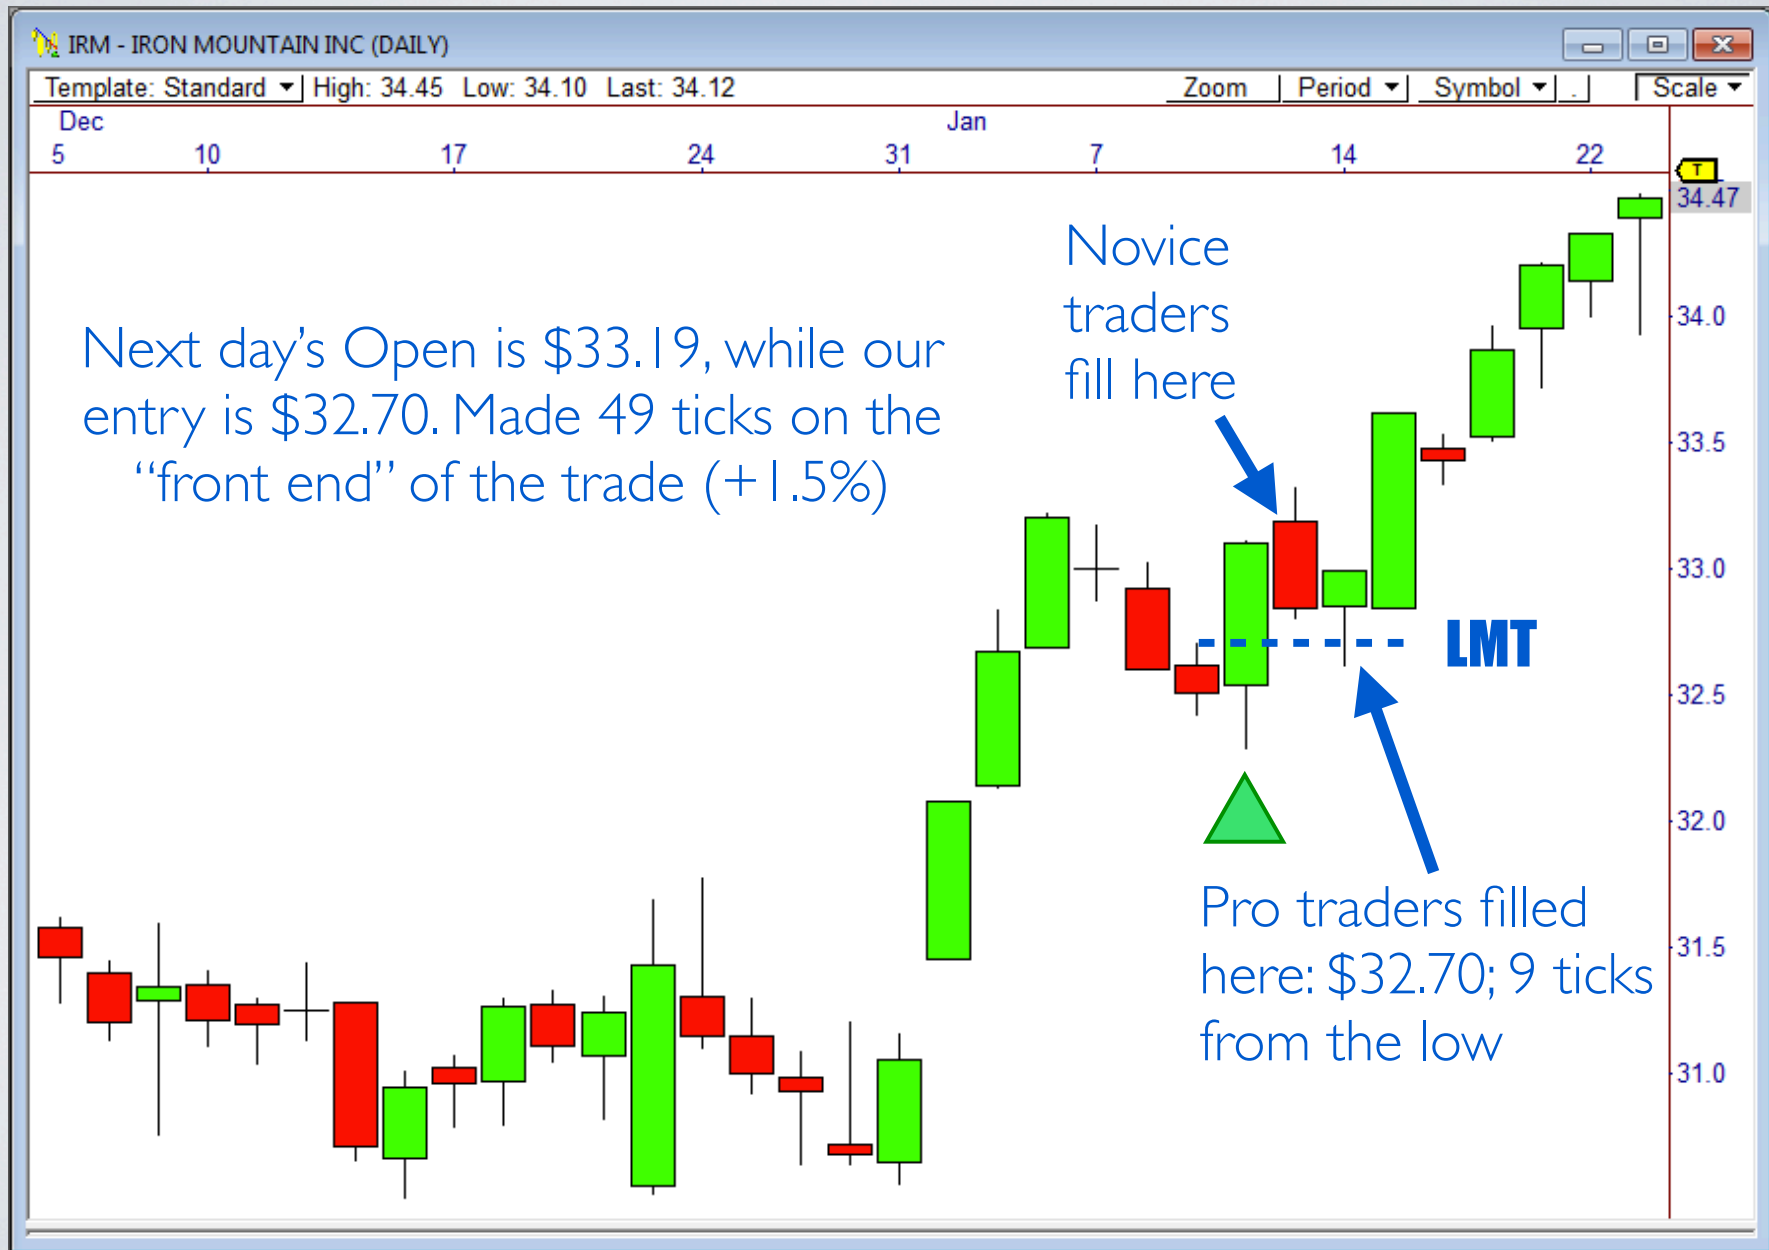 IRM - IRON MOUNTAIN INC (DAILY)
Template: Standard High: 34.45 Low: 34.10 Last: 34.12 Zoom Period Symbol . Scale
Dec Jan
5 10 17 24 31 7 14 22
T
34.47
Novice
traders
fill here
34.0
Next day's Open is $33.19, while our
entry is $32.70. Made 49 ticks on the
“front end” of the trade (+1.5%)
33.5
33.0
LMT
32.5
32.0
Pro traders filled
here: $32.70; 9 ticks
from the low
31.5
31.0